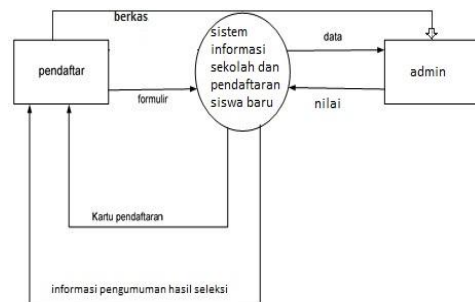 berkas
pendaftar
formulir
sistem
informasi
sekolah dan
pendaftaran
siswa baru
data
nilai
admin
Kartu pendaftaran
informasi pengumuman hasil seleksi